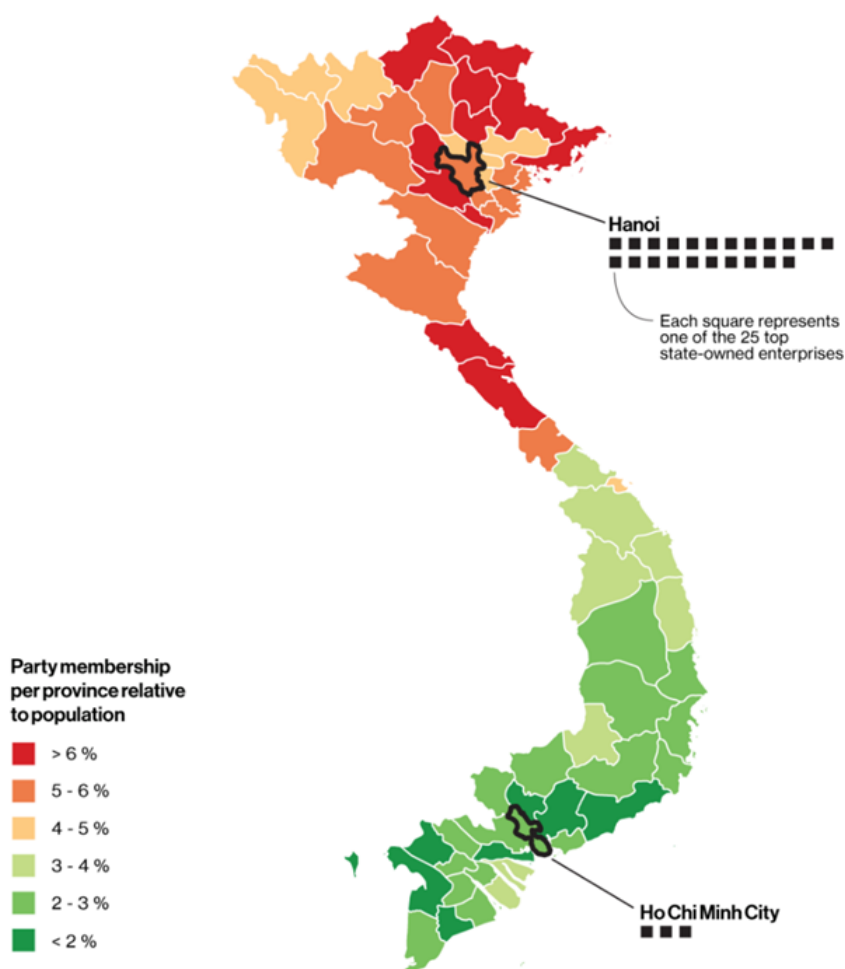 Hanoi
Each square represents
one of the 25 top
state-owned enterprises
Party membership
per province relative
to population
> 6 %
5 - 6 %
4 - 5 %
3 - 4 %
2 - 3 %
< 2 %
Ho Chi Minh City